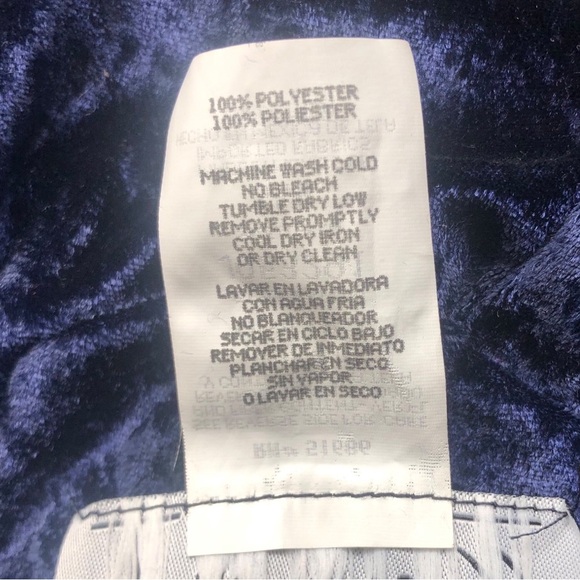 100% POLYESTER
100% POLIESTER
MACHINE WASH COLD
NO BLEACH
TUMBLE DRY LOW
REMOVE PROMPTLY
COOL DRY IRON
OR DRY CLEAN
LAVAR EN LAVADORA
CON AGUA FRIA
NO BLANQUEADOR
SECAR EN CICLO BAJO
REMOVER DE INMEDIATO
PLANCHAR EN SECO
SIN VAPOR
O LAVAR EN SECO